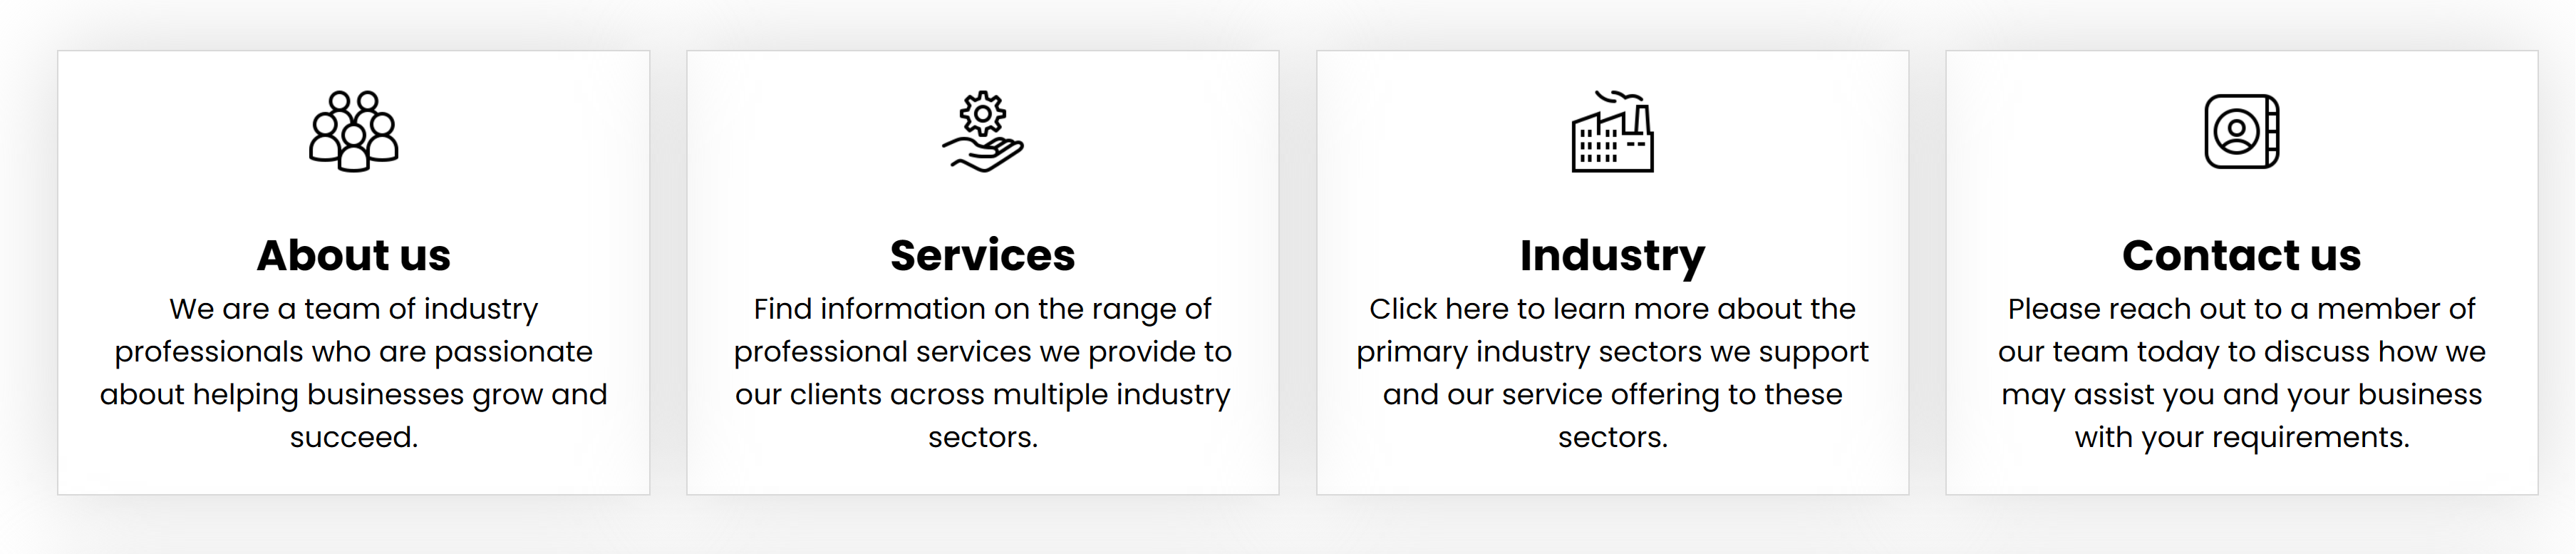 About us
We are a team of industry
professionals who are passionate
about helping businesses grow and
succeed.
Services
Find information on the range of
professional services we provide to
our clients across multiple industry
sectors.
Industry
Click here to learn more about the
primary industry sectors we support
and our service offering to these
sectors.
Contact us
Please reach out to a member of
our team today to discuss how we
may assist you and your business
with your requirements.